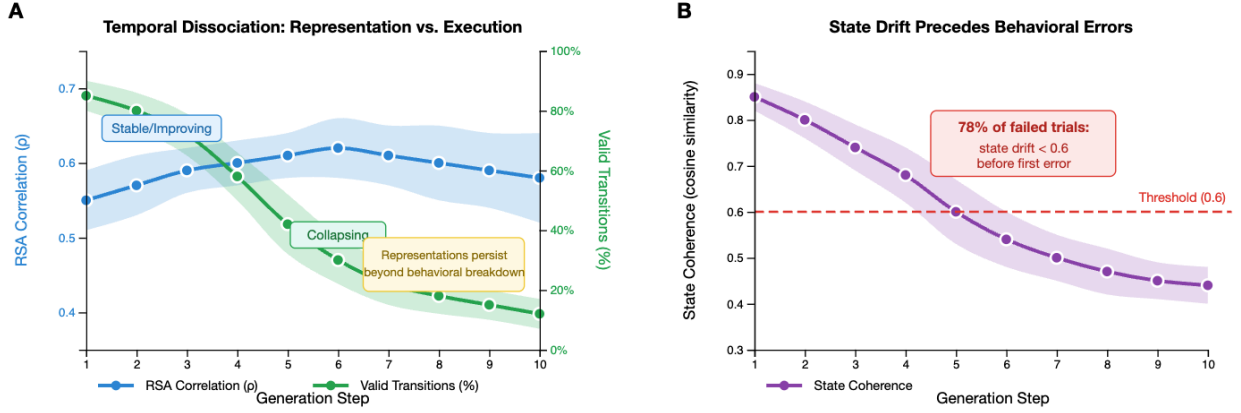 A
Temporal Dissociation: Representation vs. Execution
RSA Correlation (ρ)
0.7
0.6
0.5
0.4
100%
80%
60%
40%
20%
0%
Valid Transitions (%)
Stable/Improving
Collapsing
Representations persist
beyond behavioral breakdown
1 2 3 4 5 6 7 8 9 10
RSA Correlation (ρ) Valid Transitions (%)
Generation Step
B
State Drift Precedes Behavioral Errors
State Coherence (cosine similarity)
0.9
0.8
0.7
0.6
0.5
0.4
0.3
78% of failed trials:
state drift < 0.6
before first error
Threshold (0.6)
1 2 3 4 5 6 7 8 9 10
State Coherence